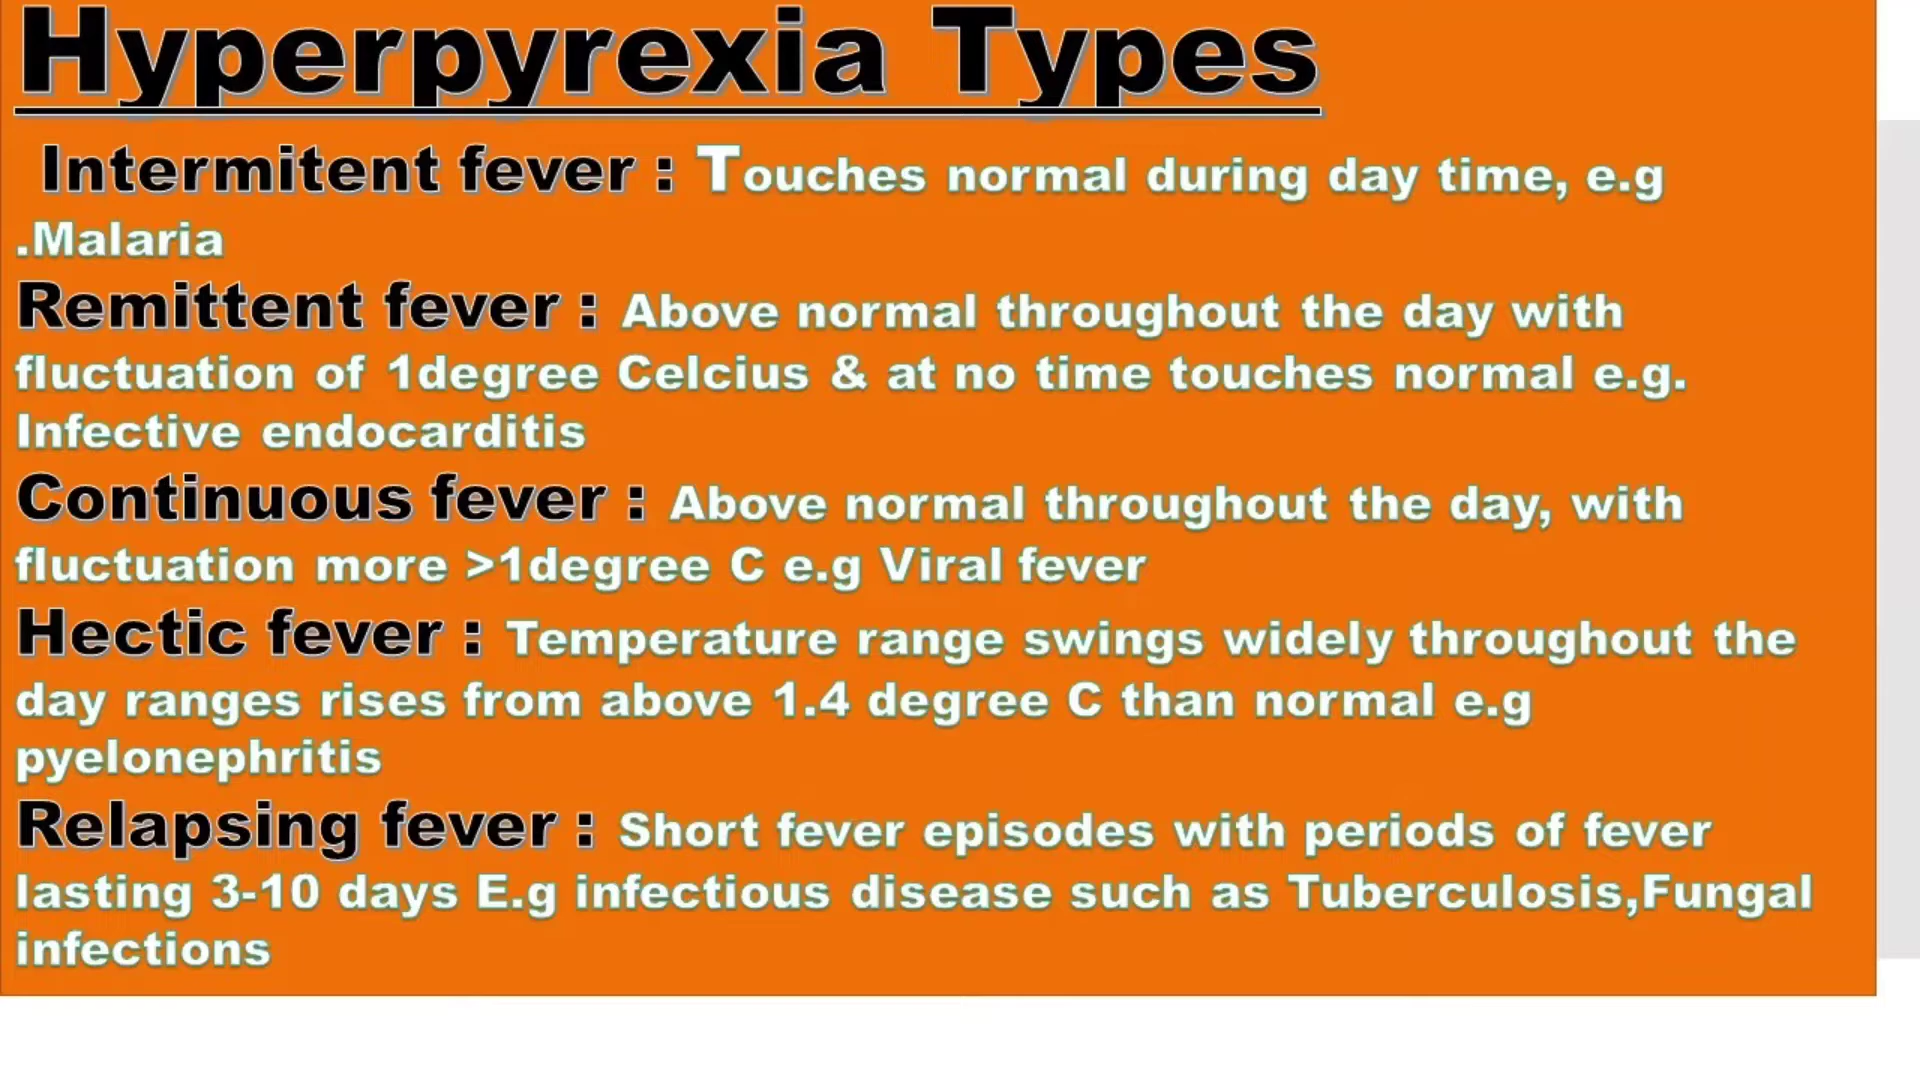 Hyperpyrexia Types
Intermitent fever : Touches normal during day time, e.g
.Malaria
Remittent fever : Above normal throughout the day with
fluctuation of 1degree Celcius & at no time touches normal e.g.
Infective endocarditis
Continuous fever : Above normal throughout the day, with
fluctuation more >1degree C e.g Viral fever
Hectic fever : Temperature range swings widely throughout the
day ranges rises from above 1.4 degree C than normal e.g
pyelonephritis
Relapsing fever : Short fever episodes with periods of fever
lasting 3-10 days E.g infectious disease such as Tuberculosis,Fungal
infections